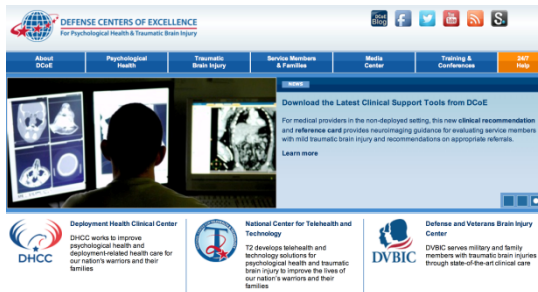 DEFENSE CENTERS OF EXCELLENCE
For Psychological Health & Traumatic Brain Injury
DCoE
Blog
About
DCoE
Psychological
Health
Traumatic
Brain Injury
Service Members
& Families
Media
Center
Training &
Conferences
24/7
Help
NEWS
Download the Latest Clinical Support Tools from DCoE
For medical providers in the non-deployed setting, this new clinical recommendation
and reference card provides neuroimaging guidance for evaluating service members
with mild traumatic brain injury and recommendations on appropriate referrals.
Learn more
DHCC
Deployment Health Clinical Center
DHCC works to improve
psychological health and
deployment-related health care for
our nation's warriors and their
families
National Center for Telehealth and
Technology
T2 develops telehealth and
technology solutions for
psychological health and traumatic
brain injury to improve the lives of
our nation's warriors and their
families
DVBIC
Defense and Veterans Brain Injury
Center
DVBIC serves military and family
members with traumatic brain injuries
through state-of-the-art clinical care